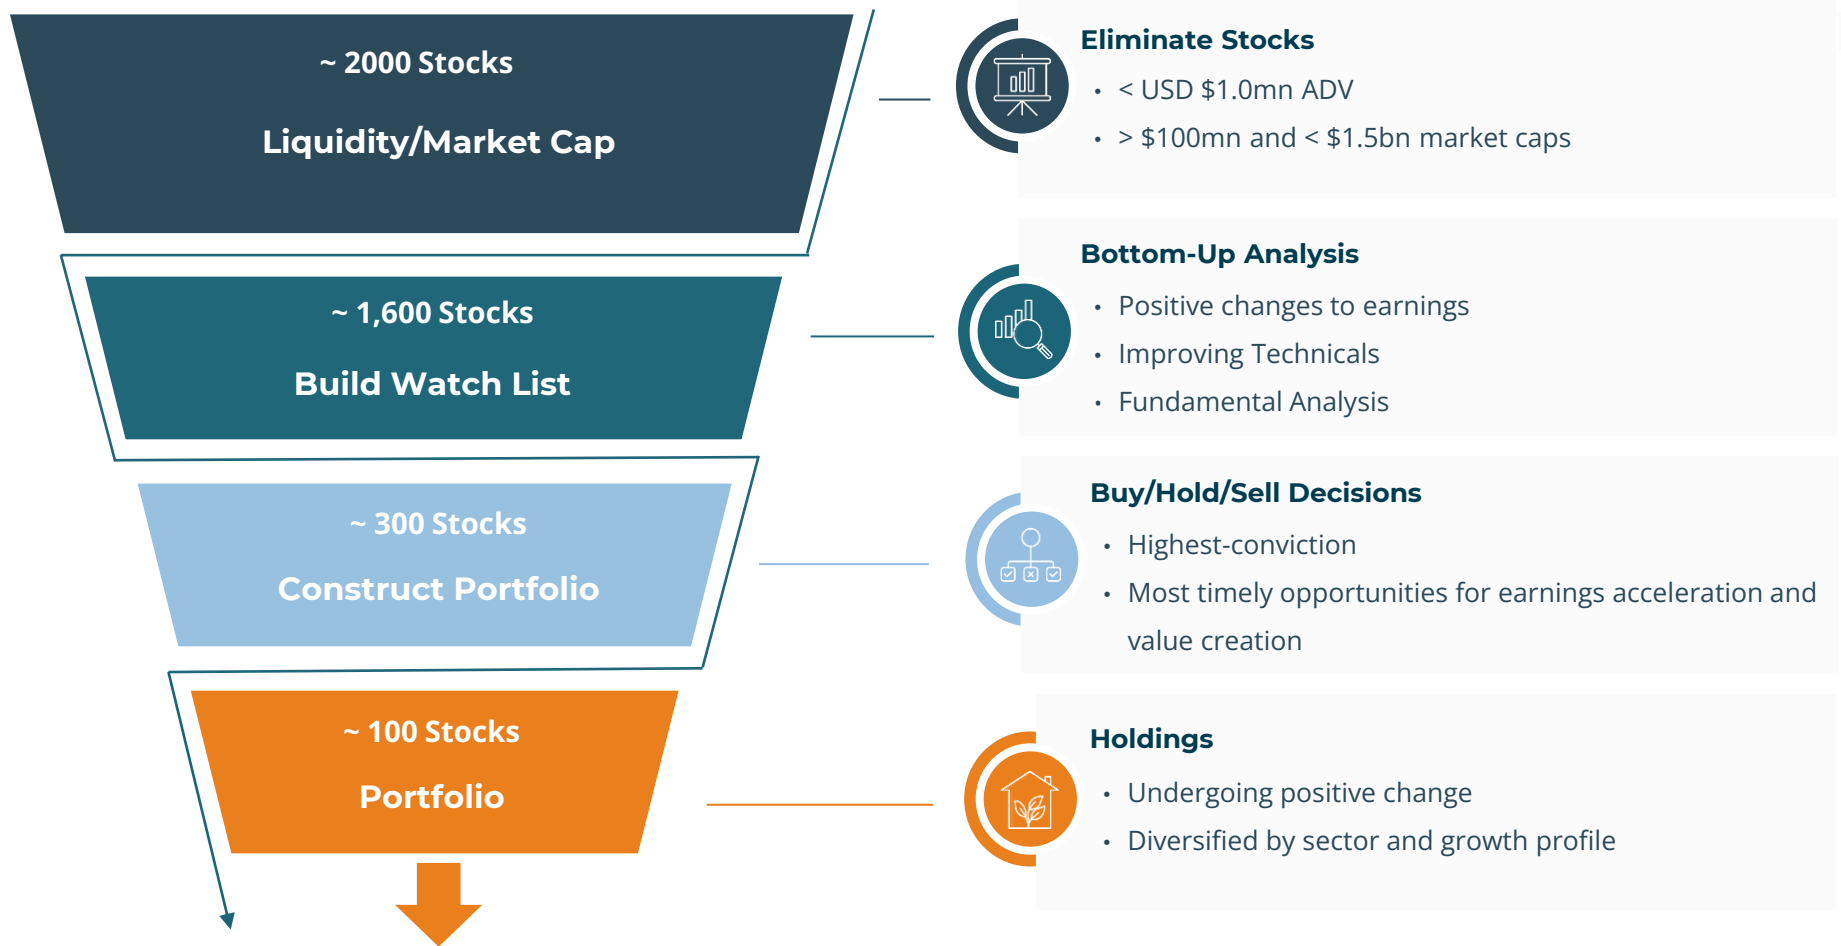 ~ 2000 Stocks
Liquidity/Market Cap
Eliminate Stocks
• < USD $1.0mn ADV
• > $100mn and < $1.5bn market caps
~ 1,600 Stocks
Build Watch List
Bottom-Up Analysis
• Positive changes to earnings
• Improving Technicals
• Fundamental Analysis
~ 300 Stocks
Construct Portfolio
Buy/Hold/Sell Decisions
• Highest-conviction
• Most timely opportunities for earnings acceleration and
value creation
~ 100 Stocks
Portfolio
Holdings
• Undergoing positive change
• Diversified by sector and growth profile